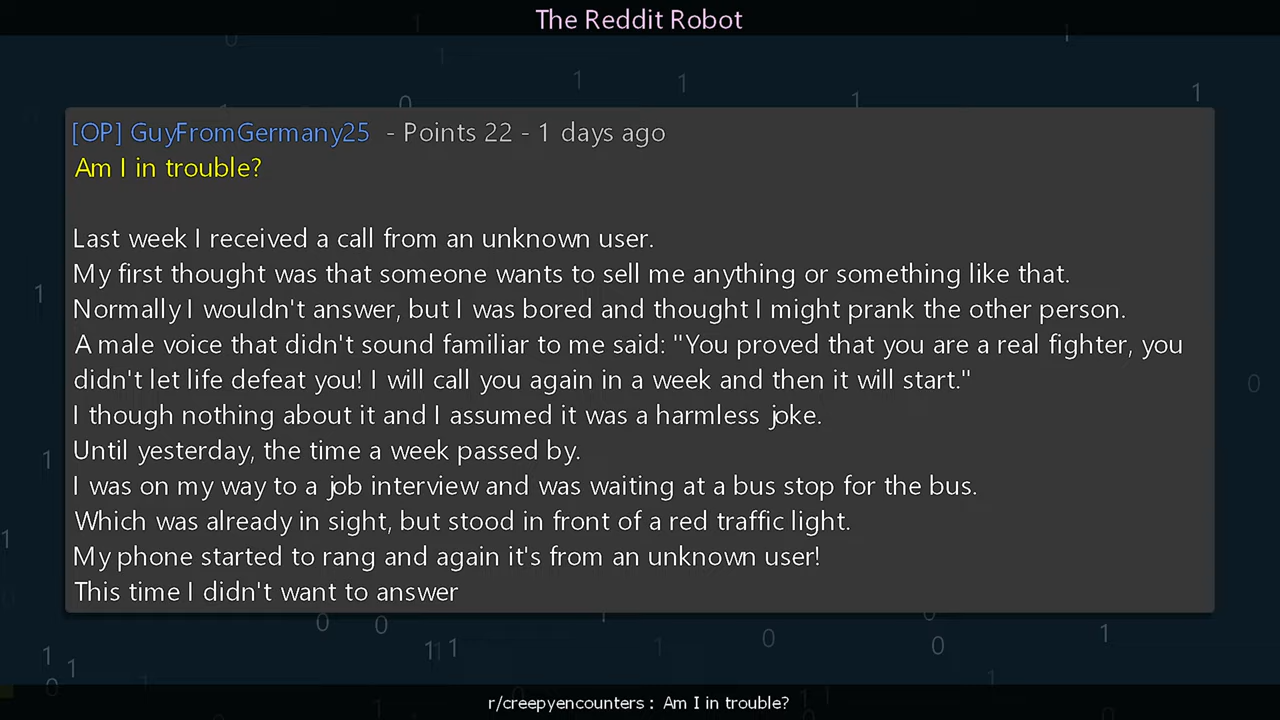 The Reddit Robot
[OP] GuyFromGermany25 - Points 22 - 1 days ago
Am I in trouble?
Last week I received a call from an unknown user.
My first thought was that someone wants to sell me anything or something like that.
Normally I wouldn't answer, but I was bored and thought I might prank the other person.
A male voice that didn't sound familiar to me said: "You proved that you are a real fighter, you
didn't let life defeat you! I will call you again in a week and then it will start."
I though nothing about it and I assumed it was a harmless joke.
Until yesterday, the time a week passed by.
I was on my way to a job interview and was waiting at a bus stop for the bus.
Which was already in sight, but stood in front of a red traffic light.
My phone started to rang and again it's from an unknown user!
This time I didn't want to answer
r/creepyencounters : Am I in trouble?